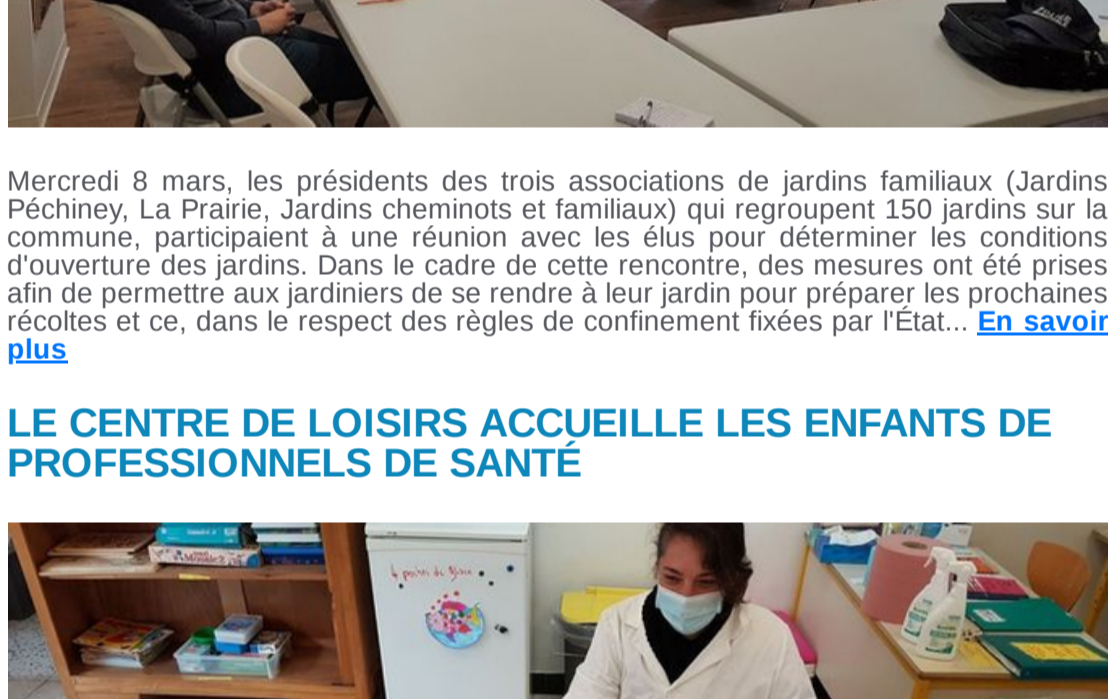 Mercredi 8 mars, les présidents des trois associations de jardins familiaux (Jardins
Péchiney, La Prairie, Jardins cheminots et familiaux) qui regroupent 150 jardins sur la
commune, participaient à une réunion avec les élus pour déterminer les conditions
d'ouverture des jardins. Dans le cadre de cette rencontre, des mesures ont été prises
afin de permettre aux jardiniers de se rendre à leur jardin pour préparer les prochaines
récoltes et ce, dans le respect des règles de confinement fixées par l'État... En savoir
plus
LE CENTRE DE LOISIRS ACCUEILLE LES ENFANTS DE
PROFESSIONNELS DE SANTÉ